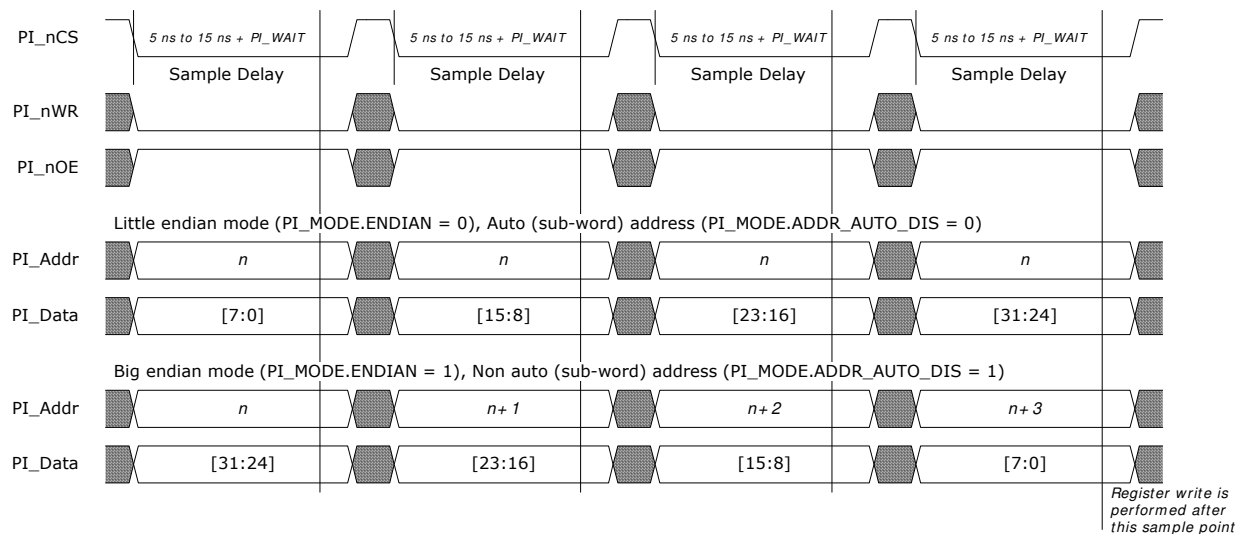 PI_nCS
5 ns to 15 ns + PI_WAIT 5 ns to 15 ns + PI_WAIT 5 ns to 15 ns + PI_WAIT 5 ns to 15 ns + PI_WAIT
Sample Delay Sample Delay Sample Delay Sample Delay
PI_nWR
PI_nOE
Little endian mode (PI_MODE.ENDIAN = 0), Auto (sub-word) address (PI_MODE.ADDR_AUTO_DIS = 0)
PI_Addr n n n n
PI_Data [7:0] [15:8] [23:16] [31:24]
Big endian mode (PI_MODE.ENDIAN = 1), Non auto (sub-word) address (PI_MODE.ADDR_AUTO_DIS = 1)
PI_Addr n n+1 n+2 n+3
PI_Data [31:24] [23:16] [15:8] [7:0]
Register write is
performed after
this sample point